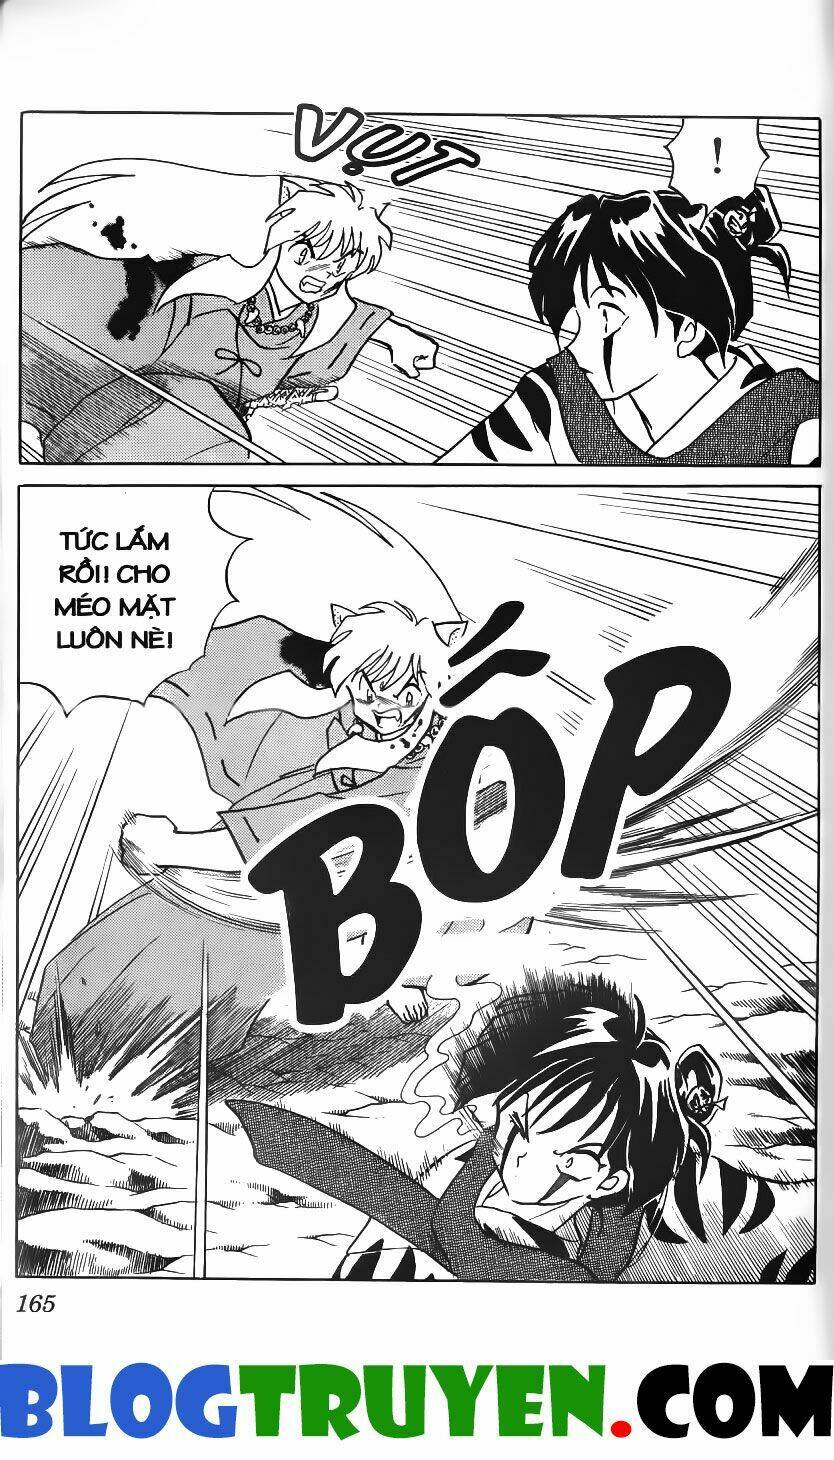 VỤT
!
TỨC LẮM
RỒI! CHO
MÉO MẶT
LUÔN NÈ!
BỐP
165
BLOGTRUYEN.COM